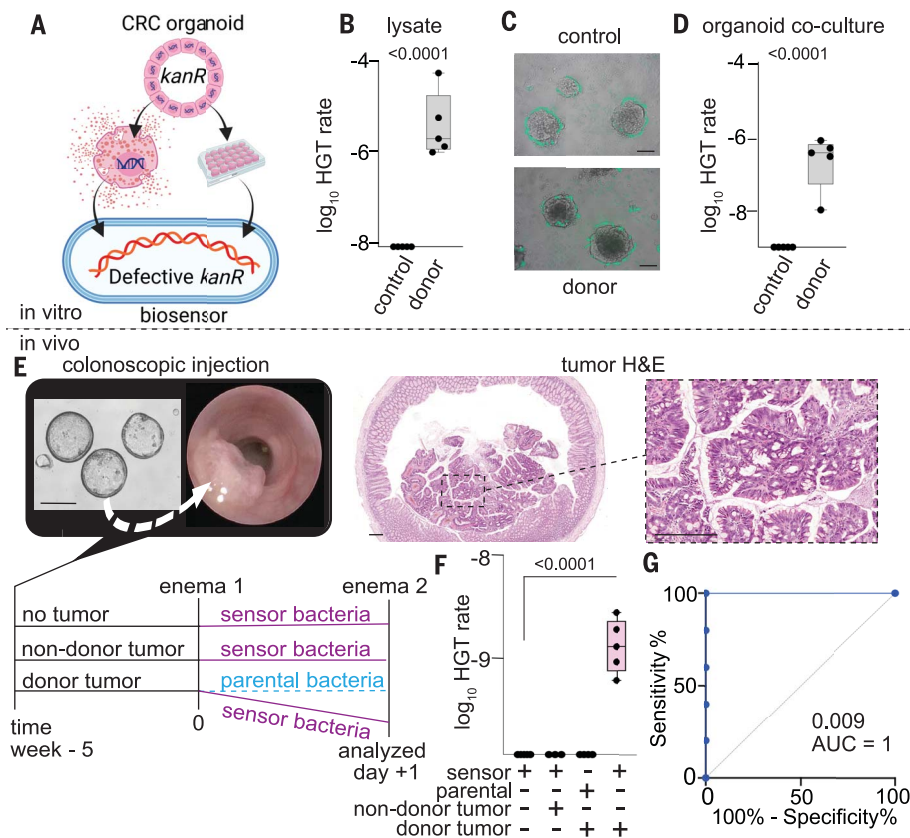 A
CRC organoid
kanR
Defective kanR
biosensor
in vitro
B
lysate
<0.0001
log10 HGT rate
-4
-6
-8
control
donor
C
control
donor
D
organoid co-culture
<0.0001
log10 HGT rate
-4
-6
-8
control
donor
in vivo
E
colonoscopic injection
tumor H&E
enema 1
enema 2
no tumor
sensor bacteria
non-donor tumor
sensor bacteria
donor tumor
parental bacteria
sensor bacteria
time
week - 5
0
analyzed
day +1
F
<0.0001
log10 HGT rate
-8
-9
sensor + + - +
parental - - + -
non-donor tumor - + - -
donor tumor - - + +
G
Sensitivity %
100
50
0
0.009
AUC = 1
0 50 100
100% - Specificity%